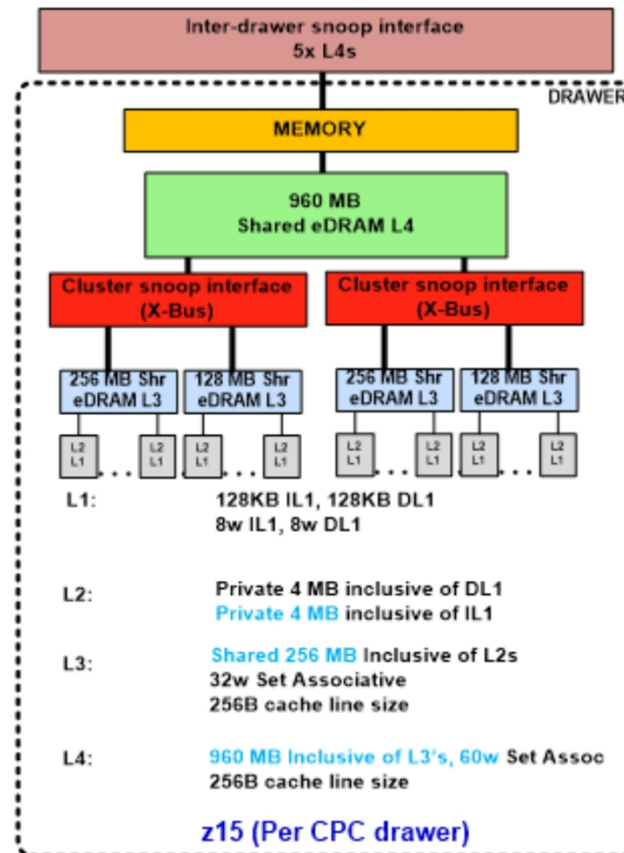 Inter-drawer snoop interface
5x L4s
DRAWER
MEMORY
960 MB
Shared eDRAM L4
Cluster snoop interface
(X-Bus)
Cluster snoop interface
(X-Bus)
256 MB Shr
eDRAM L3
128 MB Shr
eDRAM L3
256 MB Shr
eDRAM L3
128 MB Shr
eDRAM L3
L2
L1
...
L2
L1
L2
L1
...
L2
L1
L2
L1
...
L2
L1
L2
L1
...
L2
L1
L1: 128KB IL1, 128KB DL1
8w IL1, 8w DL1
L2: Private 4 MB inclusive of DL1
Private 4 MB inclusive of IL1
L3: Shared 256 MB Inclusive of L2s
32w Set Associative
256B cache line size
L4: 960 MB Inclusive of L3's, 60w Set Assoc
256B cache line size
z15 (Per CPC drawer)